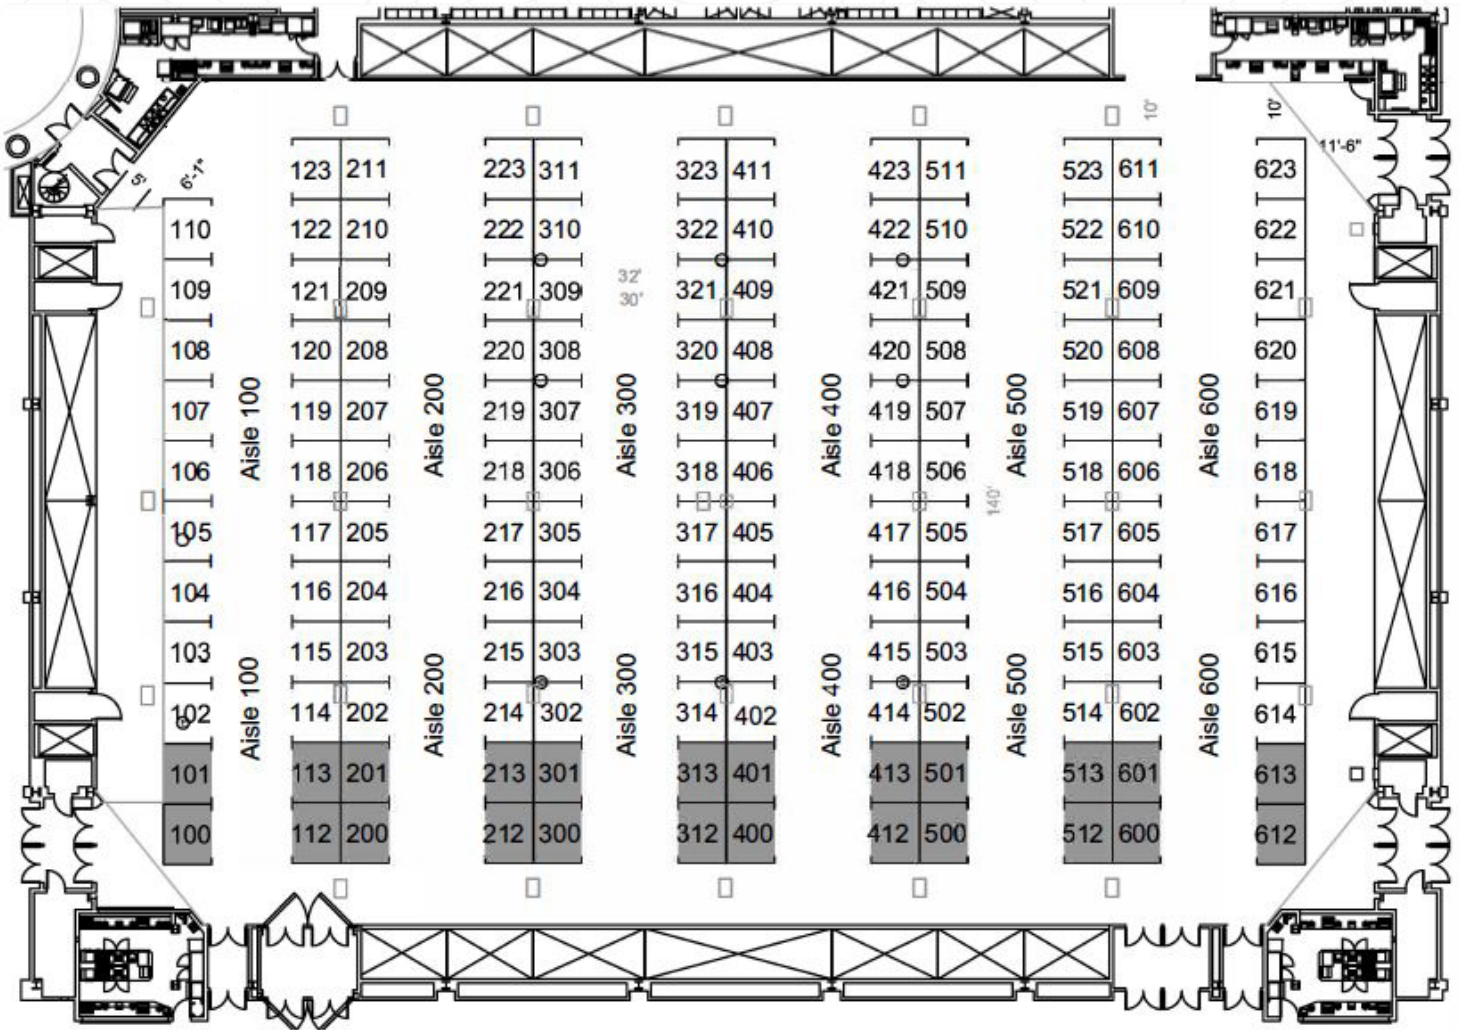 10'
10'
11'-6"
5'
6'-1"
123 211 223 311 323 411 423 511 523 611 623
110 122 210 222 310 322 410 422 510 522 610 622
32'
30'
109 121 209 221 309 321 409 421 509 521 609 621
108 120 208 220 308 320 408 420 508 520 608 620
107 119 207 219 307 319 407 419 507 519 607 619
Aisle 100 Aisle 200 Aisle 300 Aisle 400 Aisle 500 Aisle 600
106 118 206 218 306 318 406 418 506 518 606 618
140'
105 117 205 217 305 317 405 417 505 517 605 617
104 116 204 216 304 316 404 416 504 516 604 616
103 115 203 215 303 315 403 415 503 515 603 615
Aisle 100 Aisle 200 Aisle 300 Aisle 400 Aisle 500 Aisle 600
102 114 202 214 302 314 402 414 502 514 602 614
101 113 201 213 301 313 401 413 501 513 601 613
100 112 200 212 300 312 400 412 500 512 600 612